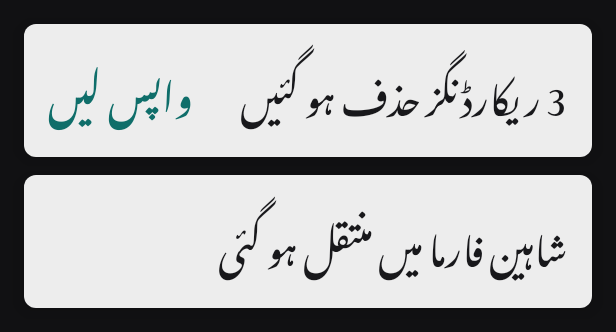 3 ریکارڈنگز حذف ہو گئیں واپس لیں
شاہین فارما میں منتقل ہو گئی